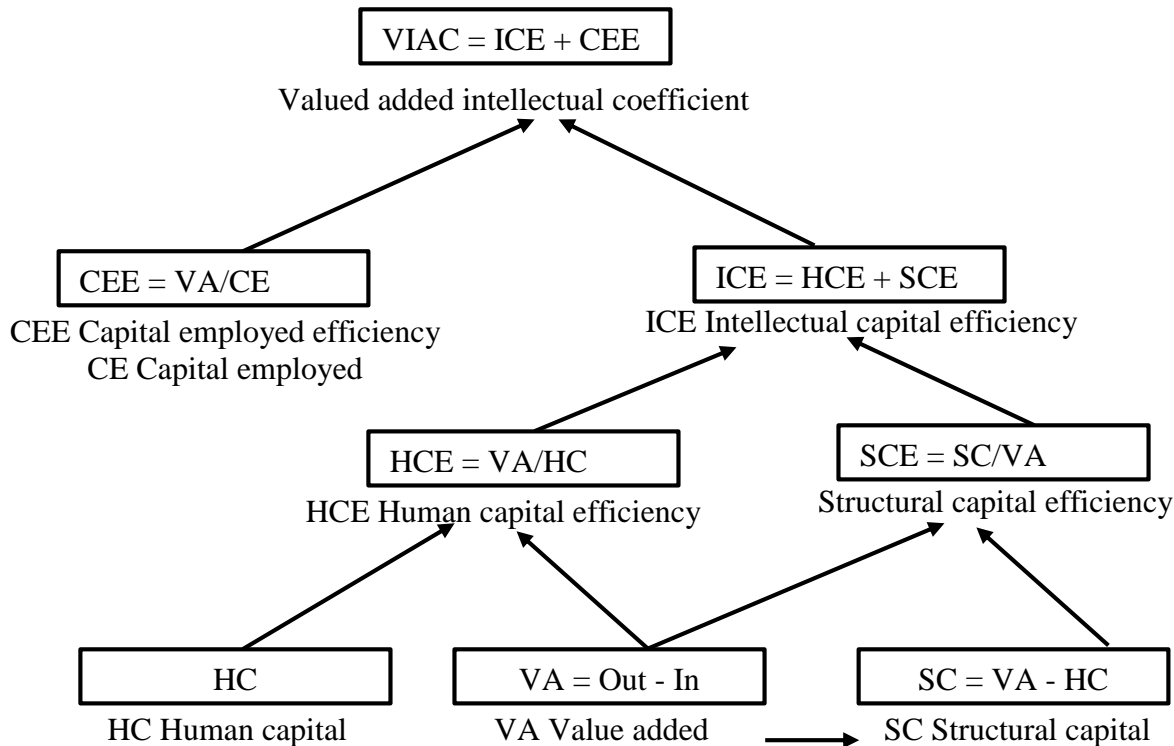 VIAC = ICE + CEE
Valued added intellectual coefficient
CEE = VA/CE
ICE = HCE + SCE
CEE Capital employed efficiency
CE Capital employed
ICE Intellectual capital efficiency
HCE = VA/HC
SCE = SC/VA
HCE Human capital efficiency
Structural capital efficiency
HC
VA = Out - In
SC = VA - HC
HC Human capital
VA Value added
SC Structural capital